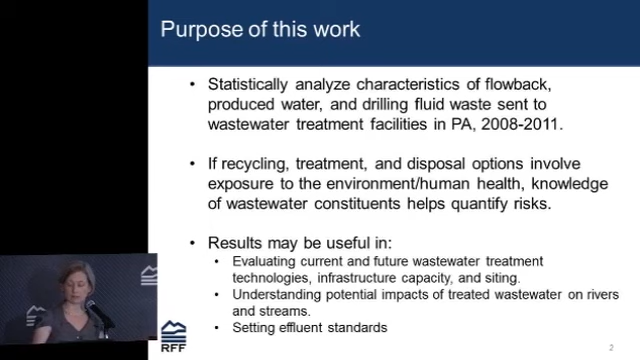 Purpose of this work
• Statistically analyze characteristics of flowback,
produced water, and drilling fluid waste sent to
wastewater treatment facilities in PA, 2008-2011.
• If recycling, treatment, and disposal options involve
exposure to the environment/human health, knowledge
of wastewater constituents helps quantify risks.
• Results may be useful in:
• Evaluating current and future wastewater treatment
technologies, infrastructure capacity, and siting.
• Understanding potential impacts of treated wastewater on rivers
and streams.
• Setting effluent standards
RFF
2